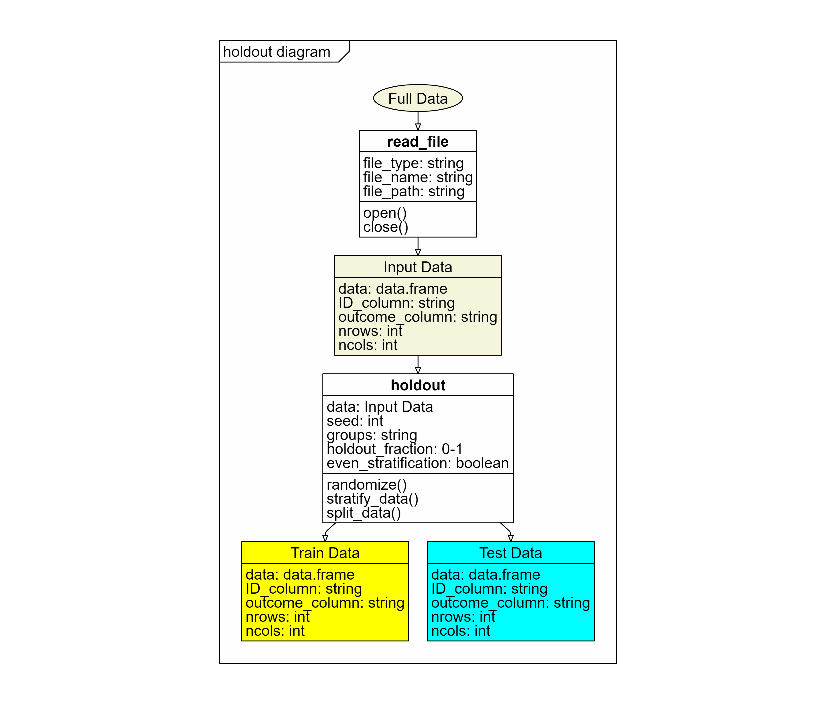 holdout diagram
Full Data
read_file
file_type: string
file_name: string
file_path: string
open()
close()
Input Data
data: data.frame
ID_column: string
outcome_column: string
nrows: int
ncols: int
holdout
data: Input Data
seed: int
groups: string
holdout_fraction: 0-1
even_stratification: boolean
randomize()
stratify_data()
split_data()
Train Data
data: data.frame
ID_column: string
outcome_column: string
nrows: int
ncols: int
Test Data
data: data.frame
ID_column: string
outcome_column: string
nrows: int
ncols: int